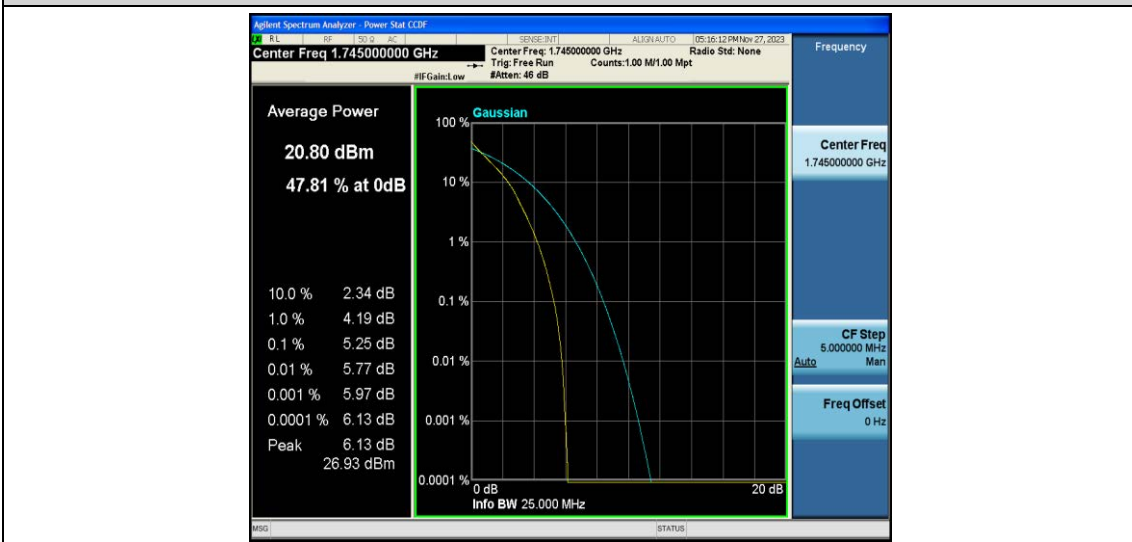 Agilent Spectrum Analyzer - Power Stat CCDF
RL RF 50 Ω AC SENSE:INT ALIGN AUTO 05:16:12 PM Nov 27, 2023
Center Freq 1.745000000 GHz
Center Freq: 1.745000000 GHz Radio Std: None
Trig: Free Run Counts:1.00 M/1.00 Mpt
#IFGain:Low #Atten: 46 dB
Average Power
20.80 dBm
47.81 % at 0dB
10.0 % 2.34 dB
1.0 % 4.19 dB
0.1 % 5.25 dB
0.01 % 5.77 dB
0.001 % 5.97 dB
0.0001 % 6.13 dB
Peak 6.13 dB
26.93 dBm
Gaussian
100 %
10 %
1 %
0.1 %
0.01 %
0.001 %
0.0001 %
0 dB 20 dB
Info BW 25.000 MHz
Frequency
Center Freq
1.745000000 GHz
CF Step
5.000000 MHz
Auto Man
Freq Offset
0 Hz
MSG STATUS